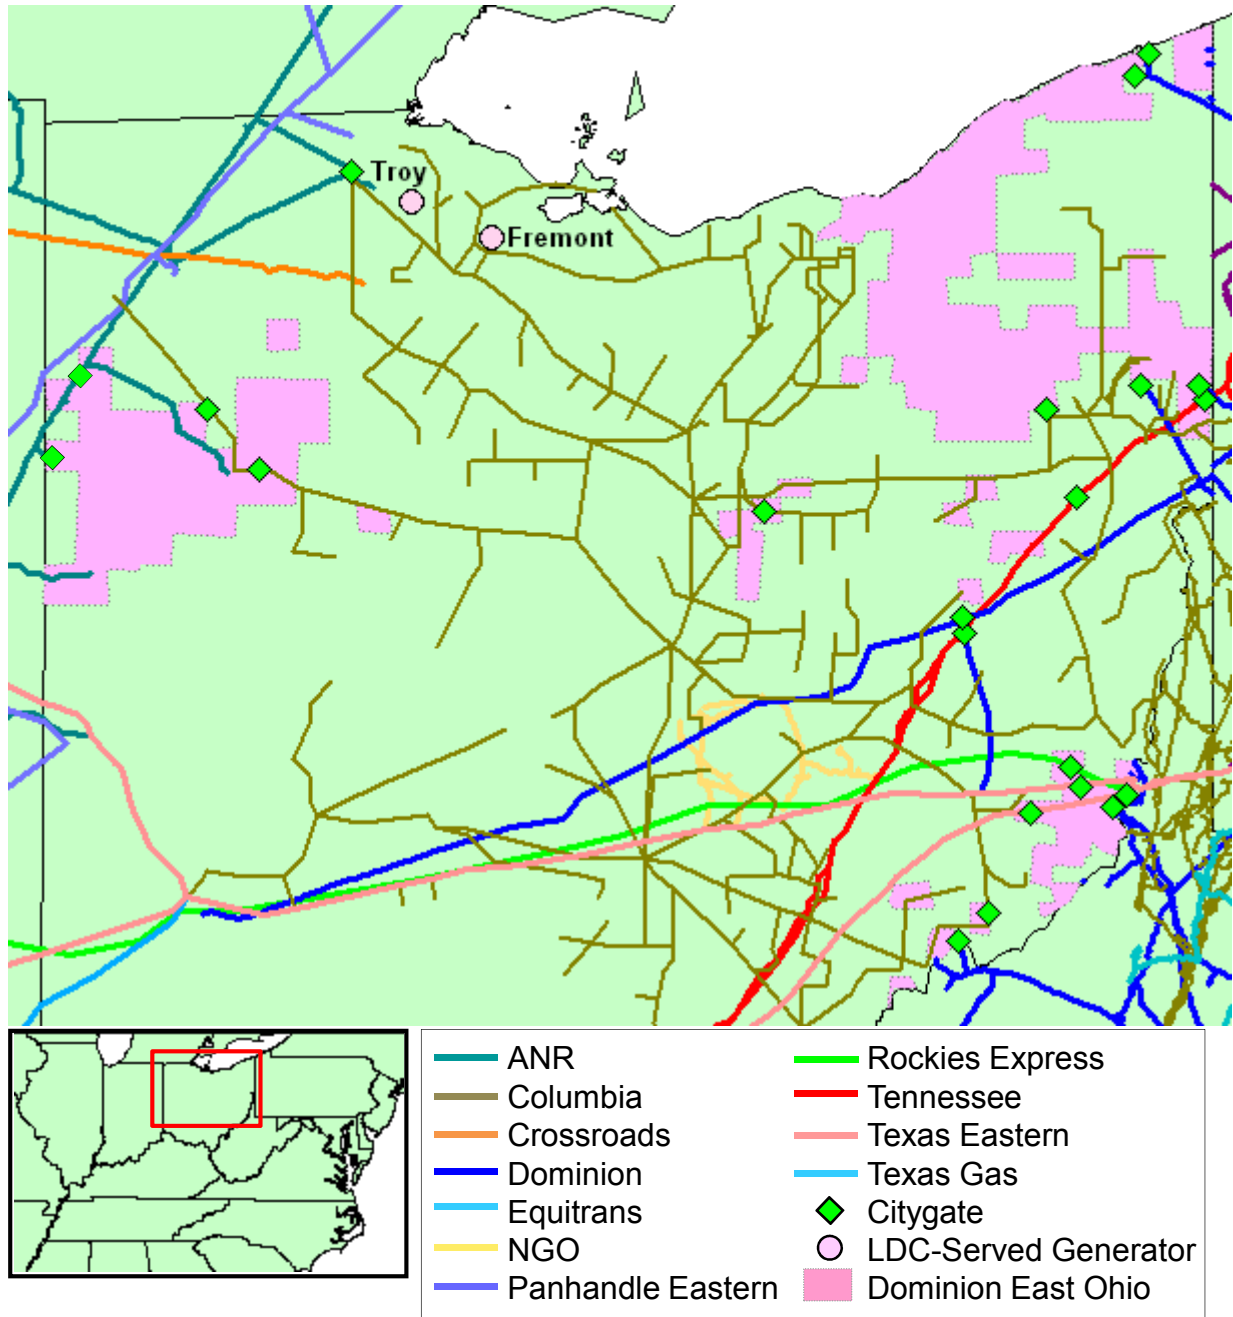 Troy
Fremont
ANR
Columbia
Crossroads
Dominion
Equitrans
NGO
Panhandle Eastern
Rockies Express
Tennessee
Texas Eastern
Texas Gas
Citygate
LDC-Served Generator
Dominion East Ohio